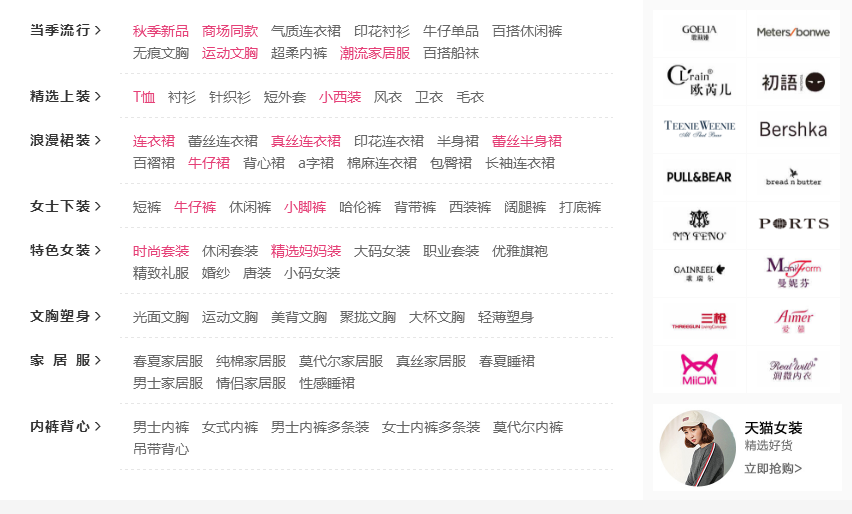 当季流行 >
秋季新品 商场同款 气质连衣裙 印花衬衫 牛仔单品 百搭休闲裤
无痕文胸 运动文胸 超柔内裤 潮流家居服 百搭船袜
精选上装 >
T恤 衬衫 针织衫 短外套 小西装 风衣 卫衣 毛衣
浪漫裙装 >
连衣裙 蕾丝连衣裙 真丝连衣裙 印花连衣裙 半身裙 蕾丝半身裙
百褶裙 牛仔裙 背心裙 a字裙 棉麻连衣裙 包臀裙 长袖连衣裙
女士下装 >
短裤 牛仔裤 休闲裤 小脚裤 哈伦裤 背带裤 西装裤 阔腿裤 打底裤
特色女装 >
时尚套装 休闲套装 精选妈妈装 大码女装 职业套装 优雅旗袍
精致礼服 婚纱 唐装 小码女装
文胸塑身 >
光面文胸 运动文胸 美背文胸 聚拢文胸 大杯文胸 轻薄塑身
家居服 >
春夏家居服 纯棉家居服 莫代尔家居服 真丝家居服 春夏睡裙
男士家居服 情侣家居服 性感睡裙
内裤背心 >
男士内裤 女式内裤 男士内裤多条装 女士内裤多条装 莫代尔内裤
吊带背心
GOELIA
Meters/bonwe
CLrain®
欧芮儿
初語
TEENIE WEENIE
Bershka
PULL&BEAR
bread n butter
MYTENO
PORTS
GAINREEL
歌瑞尔
ManiForm
曼妮芬
三枪
THREEGUN
Aimer
爱慕
MiiOW
润微内衣
天猫女装
精选好货
立即抢购>